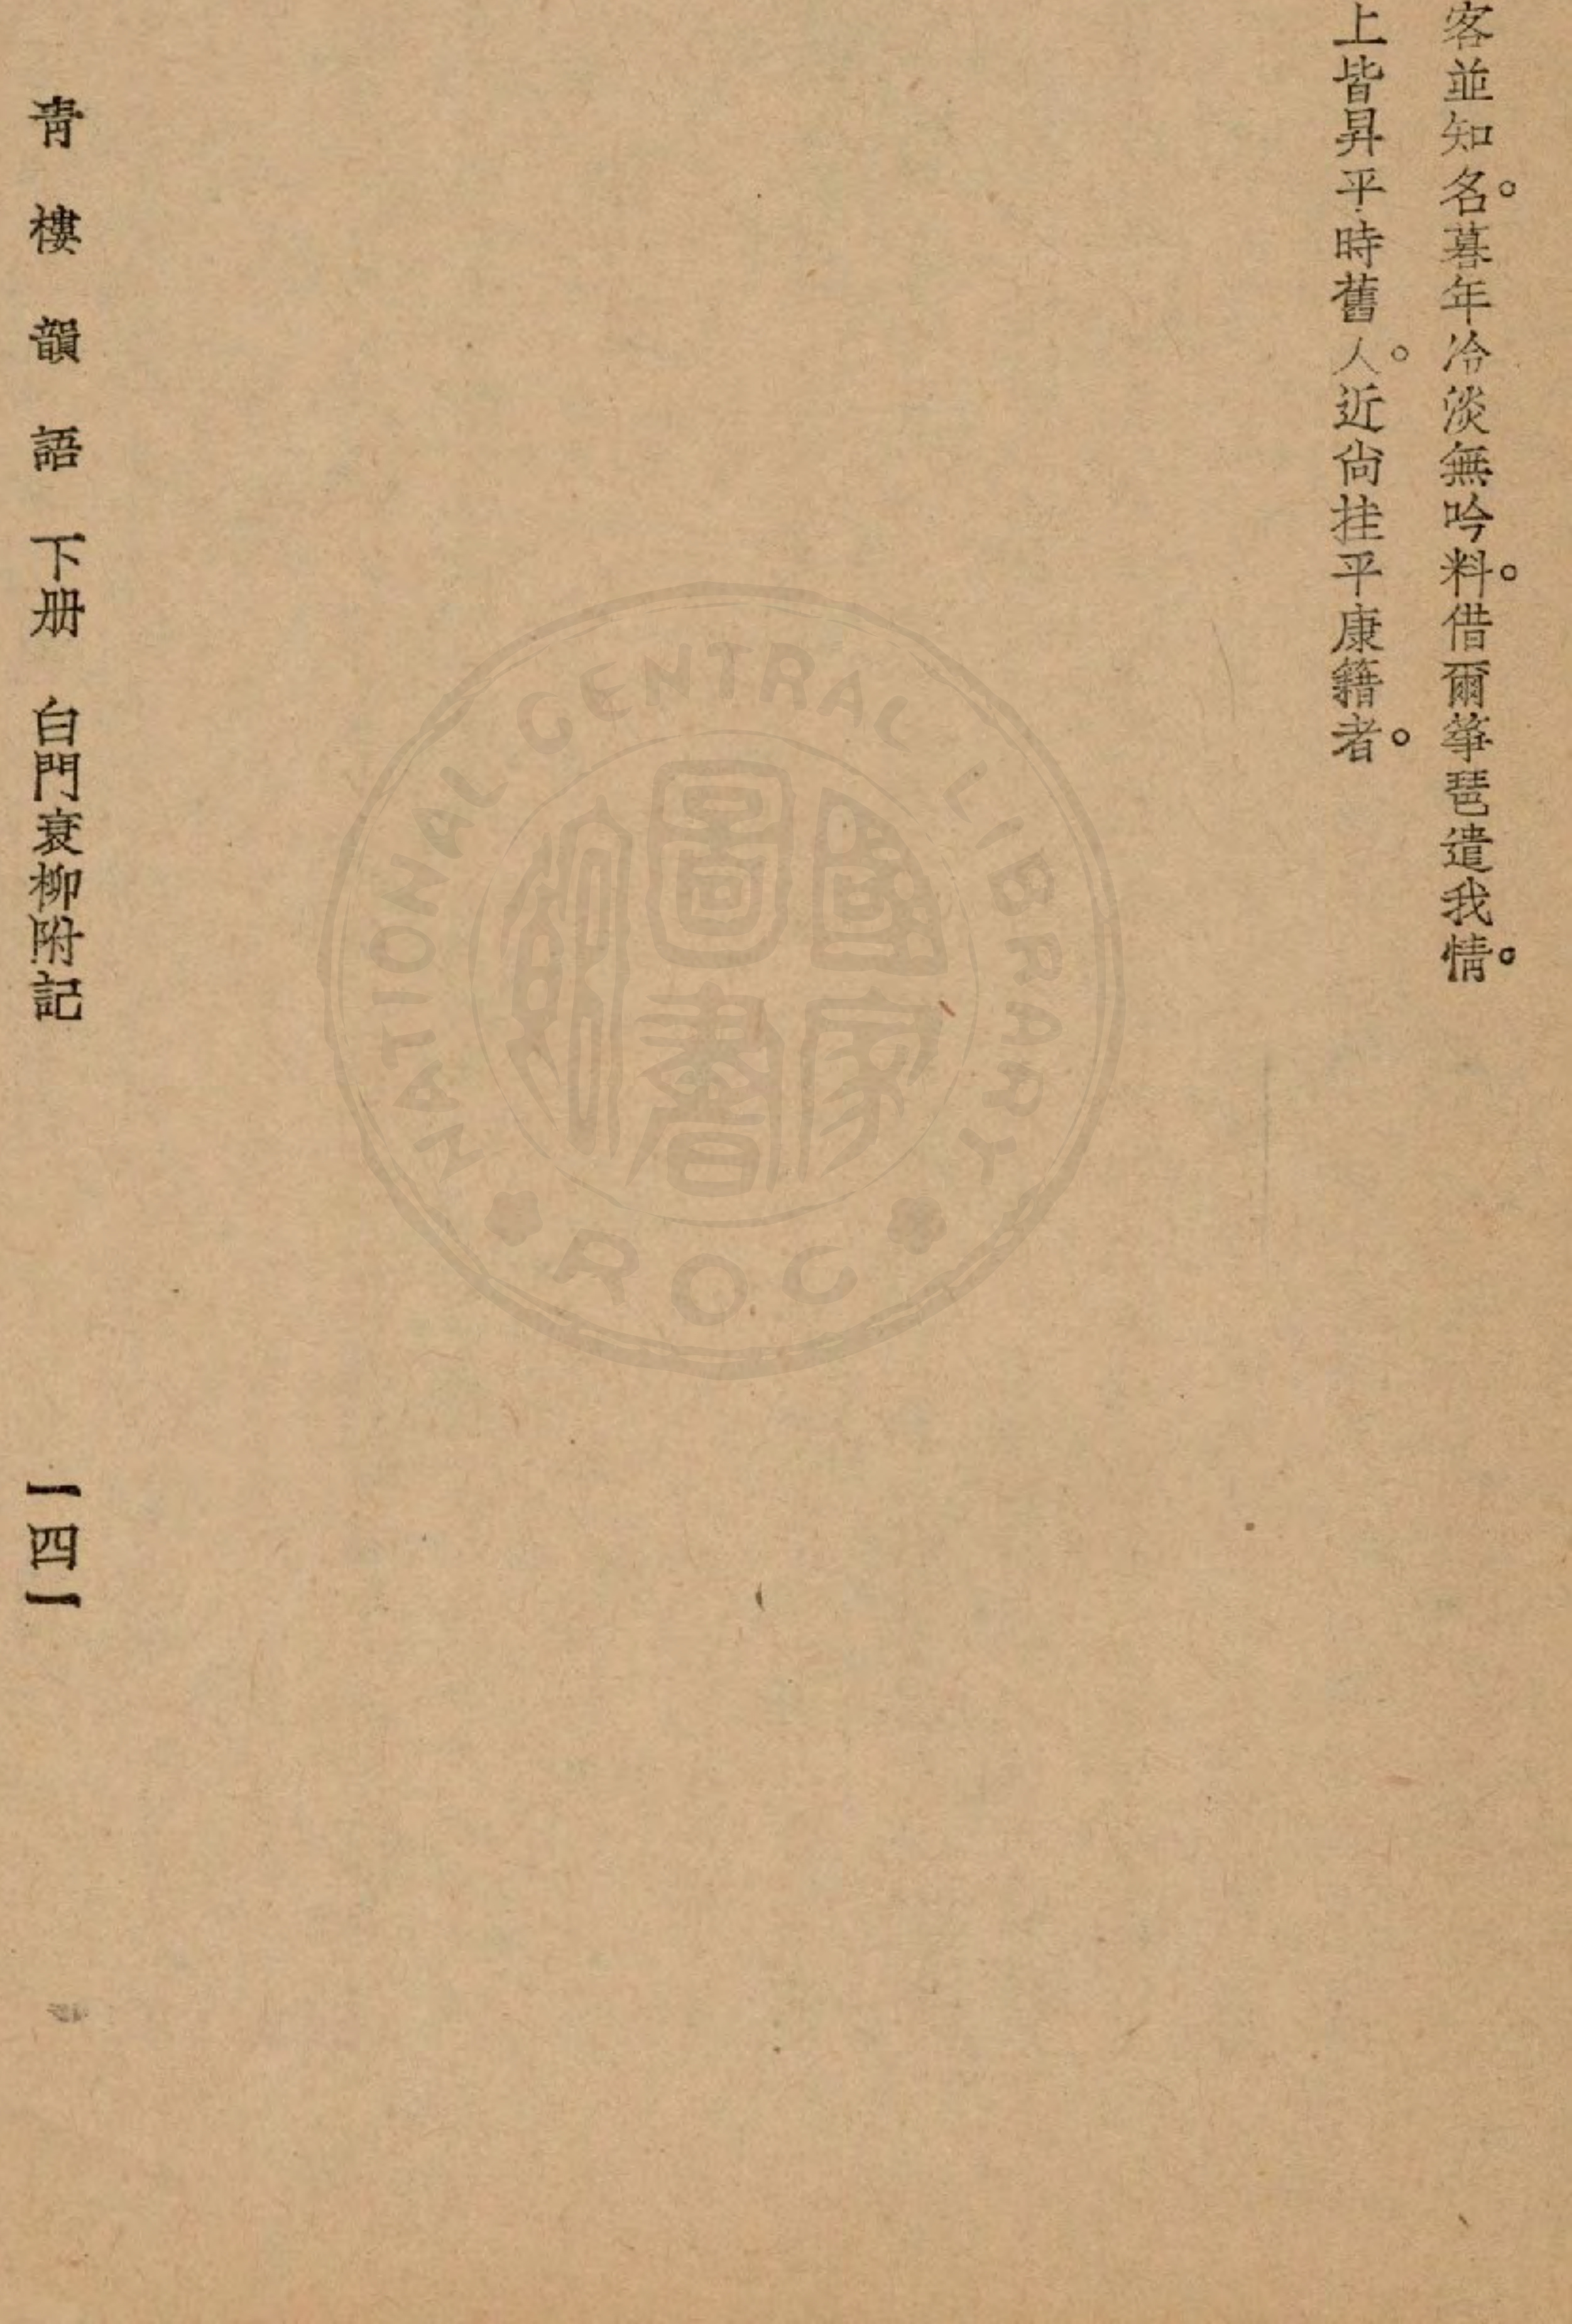 客並知名。暮年冷淡無吟料。借爾箏琶遣我情。
上皆昇平時舊人。近尙挂平康籍者。
青樓韻語 下册 白門衰柳附記
一四一
NATIONAL CENTRAL LIBRARY
ROC
國家
圖書